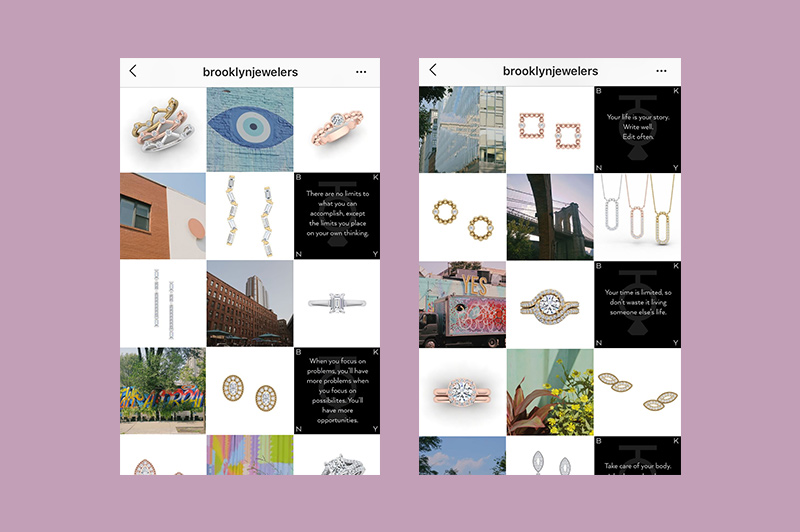 brooklynjewelers
B K
There are no limits to
what you can
accomplish, except
the limits you place
on your own thinking.
N Y
B K
When you focus on
problems, you'll have
more problems when
you focus on
possibilites. You'll
have more
opportunities.
N Y
brooklynjewelers
B K
Your life is your story.
Write well.
Edit often.
N Y
YES
B K
Your time is limited, so
don't waste it living
someone else's life.
N Y
B K
Take care of your body.